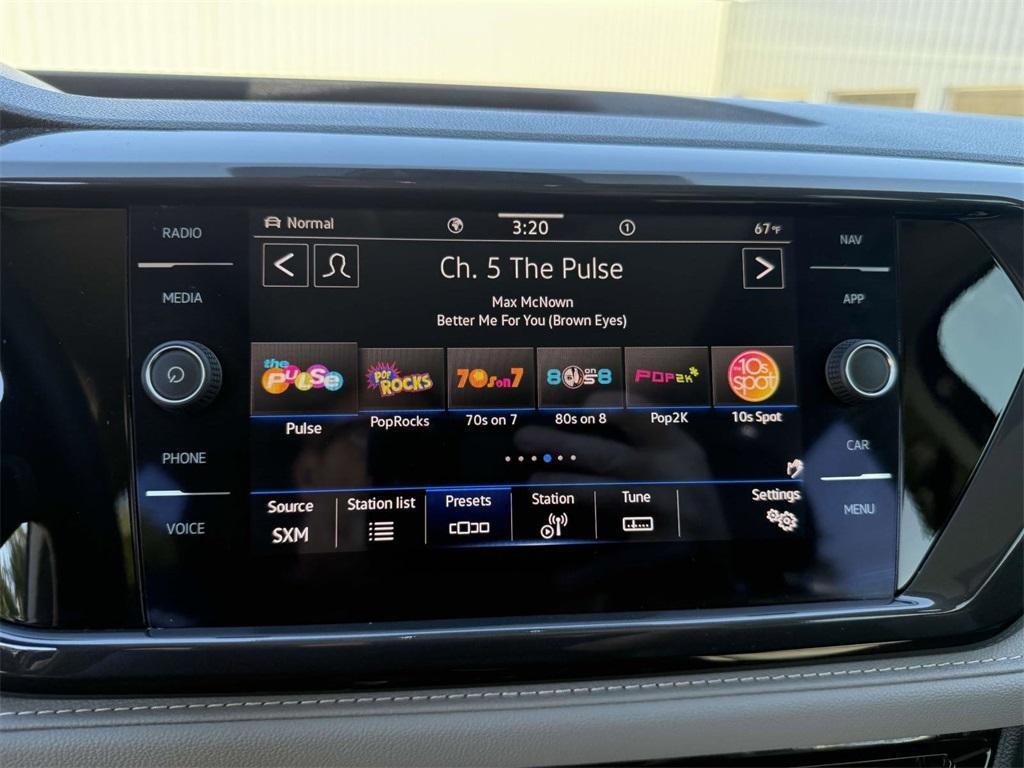 RADIO
MEDIA
PHONE
VOICE
Normal
3:20
1
67°F
Ch. 5 The Pulse
Max McNown
Better Me For You (Brown Eyes)
the PULSE
POP ROCKS
70s on 7
80s on 8
POP2K
10s SPOT
Pulse
PopRocks
70s on 7
80s on 8
Pop2K
10s Spot
Source
SXM
Station list
Presets
Station
Tune
Settings
NAV
APP
CAR
MENU